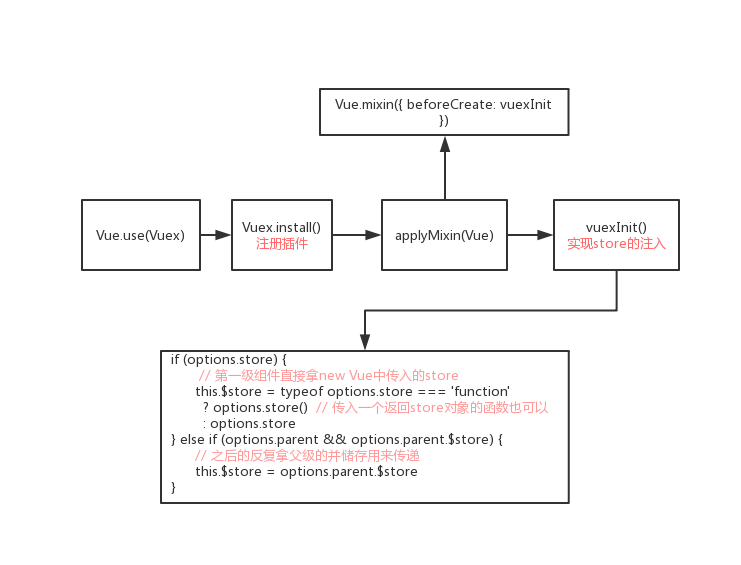 Vue.mixin({ beforeCreate: vuexInit
})
Vue.use(Vuex)
Vuex.install()
注册插件
applyMixin(Vue)
vuexInit()
实现store的注入
if (options.store) {
// 第一级组件直接拿new Vue中传入的store
this.$store = typeof options.store === 'function'
? options.store() // 传入一个返回store对象的函数也可以
: options.store
} else if (options.parent && options.parent.$store) {
// 之后的反复拿父级的并储存用来传递
this.$store = options.parent.$store
}